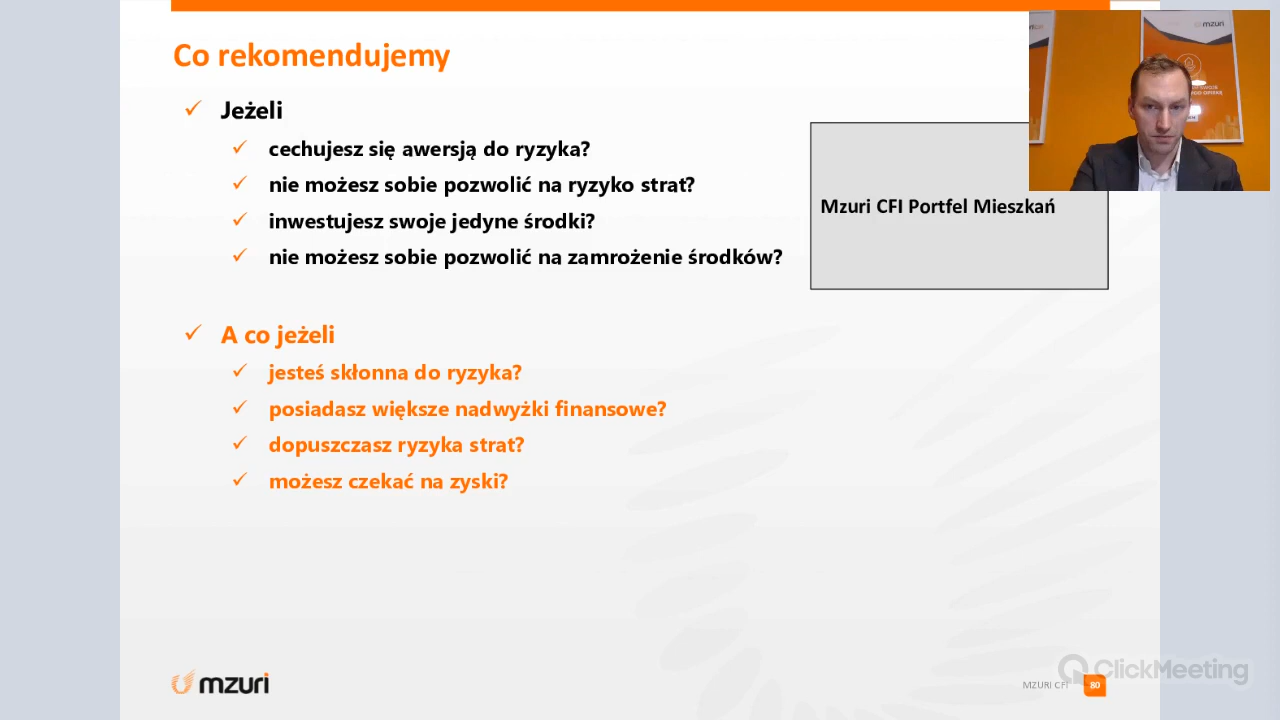 Co rekomendujemy
Jeżeli
cechujesz się awersją do ryzyka?
nie możesz sobie pozwolić na ryzyko strat?
inwestujesz swoje jedyne środki?
nie możesz sobie pozwolić na zamrożenie środków?
Mzuri CFI Portfel Mieszkań
A co jeżeli
jesteś skłonna do ryzyka?
posiadasz większe nadwyżki finansowe?
dopuszczasz ryzyka strat?
możesz czekać na zyski?
mzuri
MZURI CFI
80
ClickMeeting
mzuri